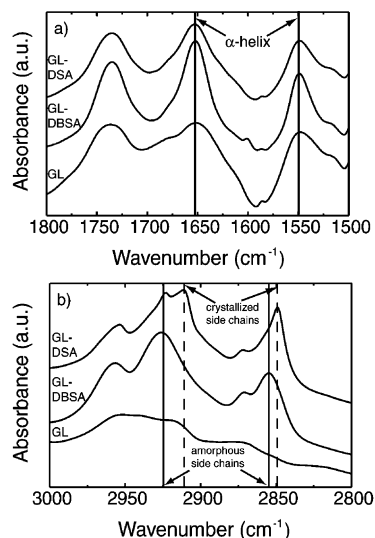 a)
α-helix
GL-
DSA
GL-
DBSA
GL
Absorbance (a.u.)
1800 1750 1700 1650 1600 1550 1500
Wavenumber (cm⁻¹)
b)
crystallized
side chains
GL-
DSA
GL-
DBSA
GL
amorphous
side chains
Absorbance (a.u.)
3000 2950 2900 2850 2800
Wavenumber (cm⁻¹)